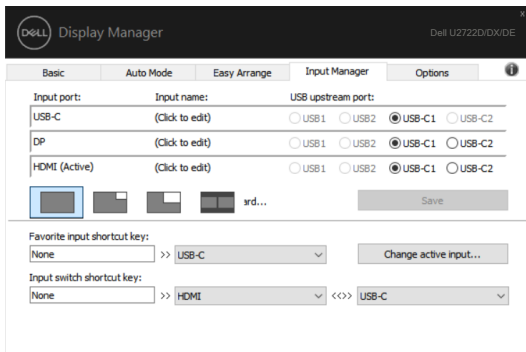 DELL Display Manager
Dell U2722D/DX/DE
x
Basic Auto Mode Easy Arrange Input Manager Options i
Input port: Input name: USB upstream port:
USB-C (Click to edit) USB1 USB2 USB-C1 USB-C2
DP (Click to edit) USB1 USB2 USB-C1 USB-C2
HDMI (Active) (Click to edit) USB1 USB2 USB-C1 USB-C2
ard... Save
Favorite input shortcut key:
None >> USB-C Change active input...
Input switch shortcut key:
None >> HDMI <<>> USB-C